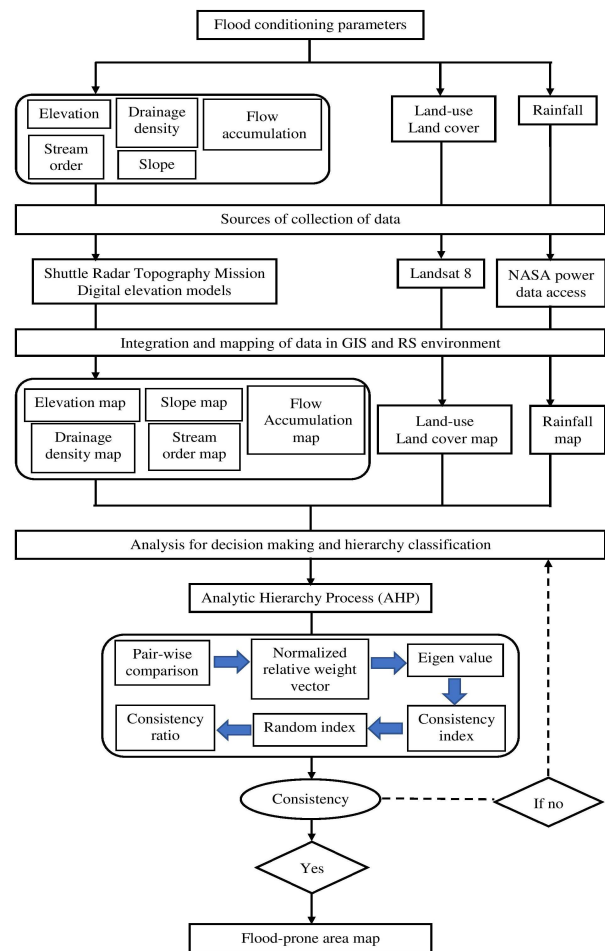 Flood conditioning parameters
Elevation
Drainage
density
Flow
accumulation
Stream
order
Slope
Land-use
Land cover
Rainfall
Sources of collection of data
Shuttle Radar Topography Mission
Digital elevation models
Landsat 8
NASA power
data access
Integration and mapping of data in GIS and RS environment
Elevation map
Slope map
Flow
Accumulation
map
Drainage
density map
Stream
order map
Land-use
Land cover map
Rainfall
map
Analysis for decision making and hierarchy classification
Analytic Hierarchy Process (AHP)
Pair-wise
comparison
Normalized
relative weight
vector
Eigen value
Consistency
ratio
Random index
Consistency
index
Consistency
If no
Yes
Flood-prone area map